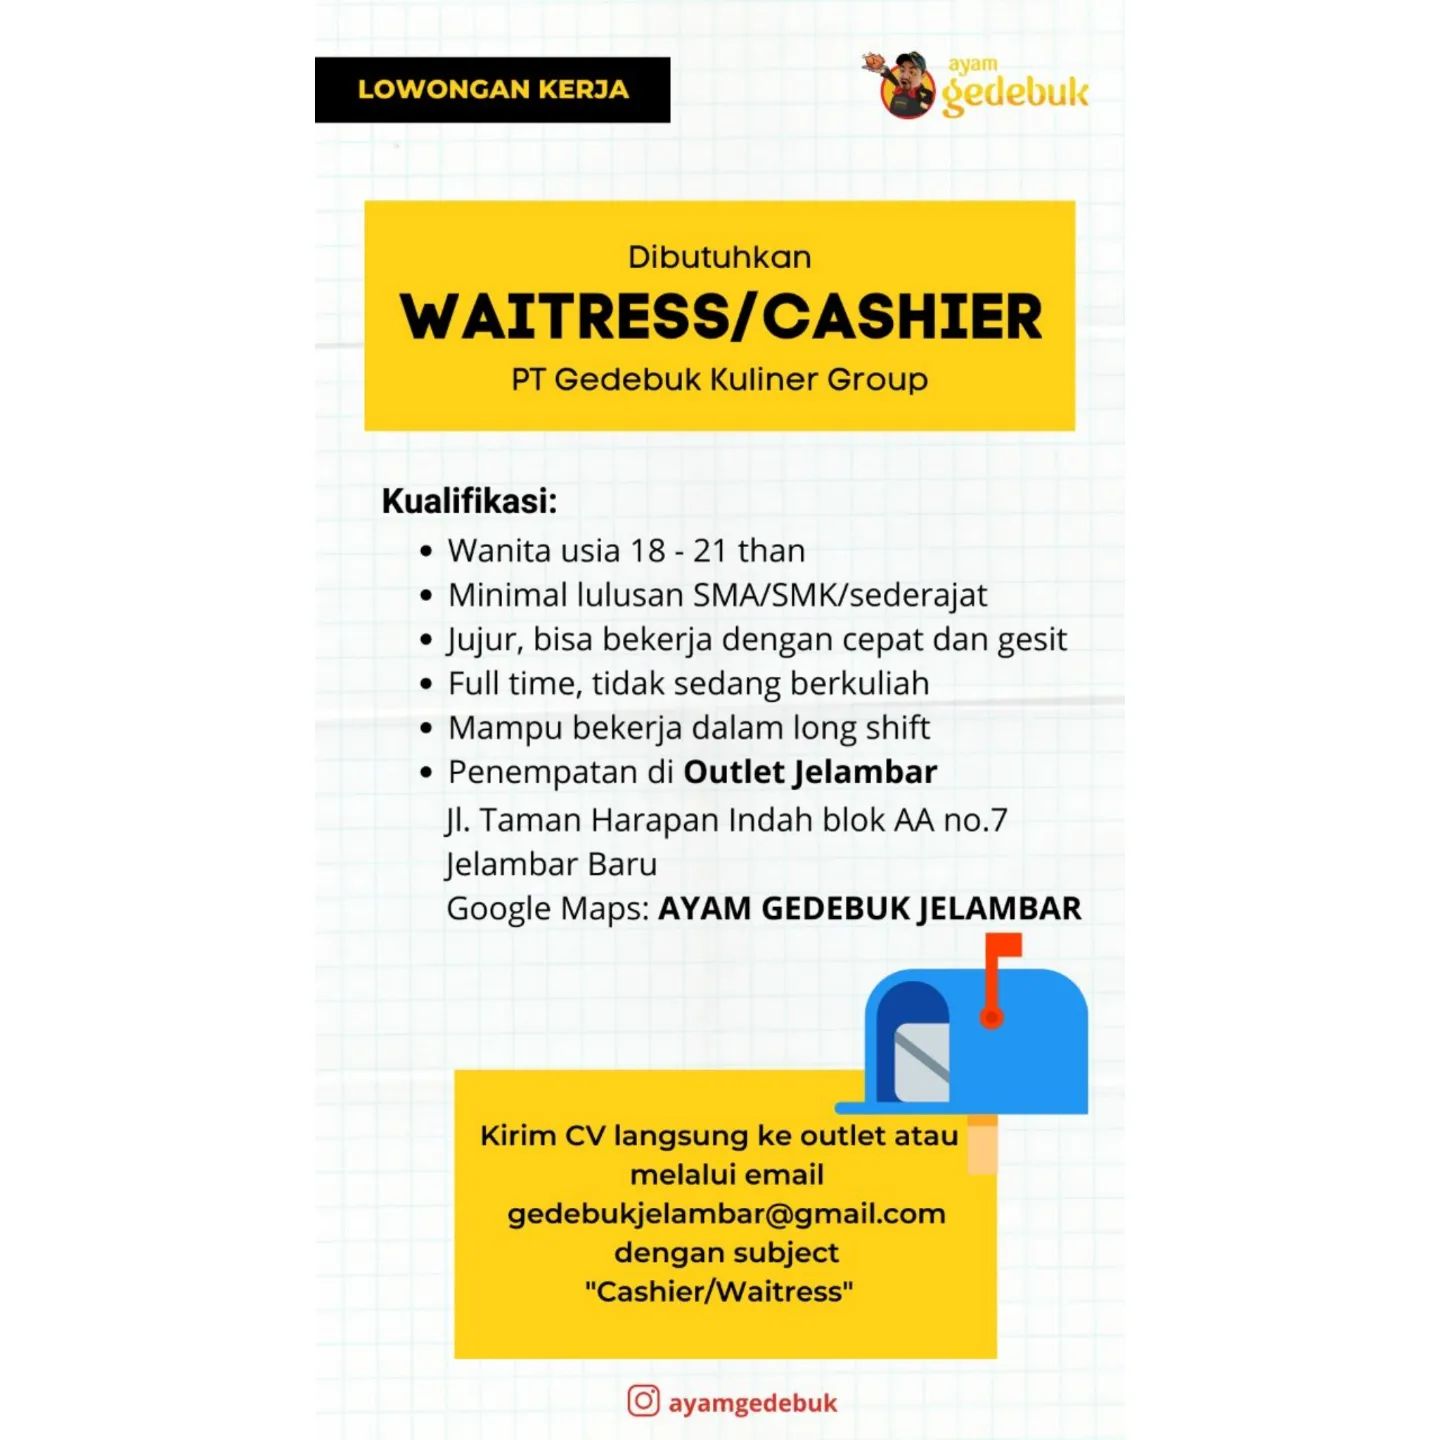 LOWONGAN KERJA
ayam
gedebuk
Dibutuhkan
WAITRESS/CASHIER
PT Gedebuk Kuliner Group
Kualifikasi:
• Wanita usia 18 - 21 than
• Minimal lulusan SMA/SMK/sederajat
• Jujur, bisa bekerja dengan cepat dan gesit
• Full time, tidak sedang berkuliah
• Mampu bekerja dalam long shift
• Penempatan di Outlet Jelambar
Jl. Taman Harapan Indah blok AA no.7
Jelambar Baru
Google Maps: AYAM GEDEBUK JELAMBAR
Kirim CV langsung ke outlet atau
melalui email
gedebukjelambar@gmail.com
dengan subject
"Cashier/Waitress"
ayamgedebuk